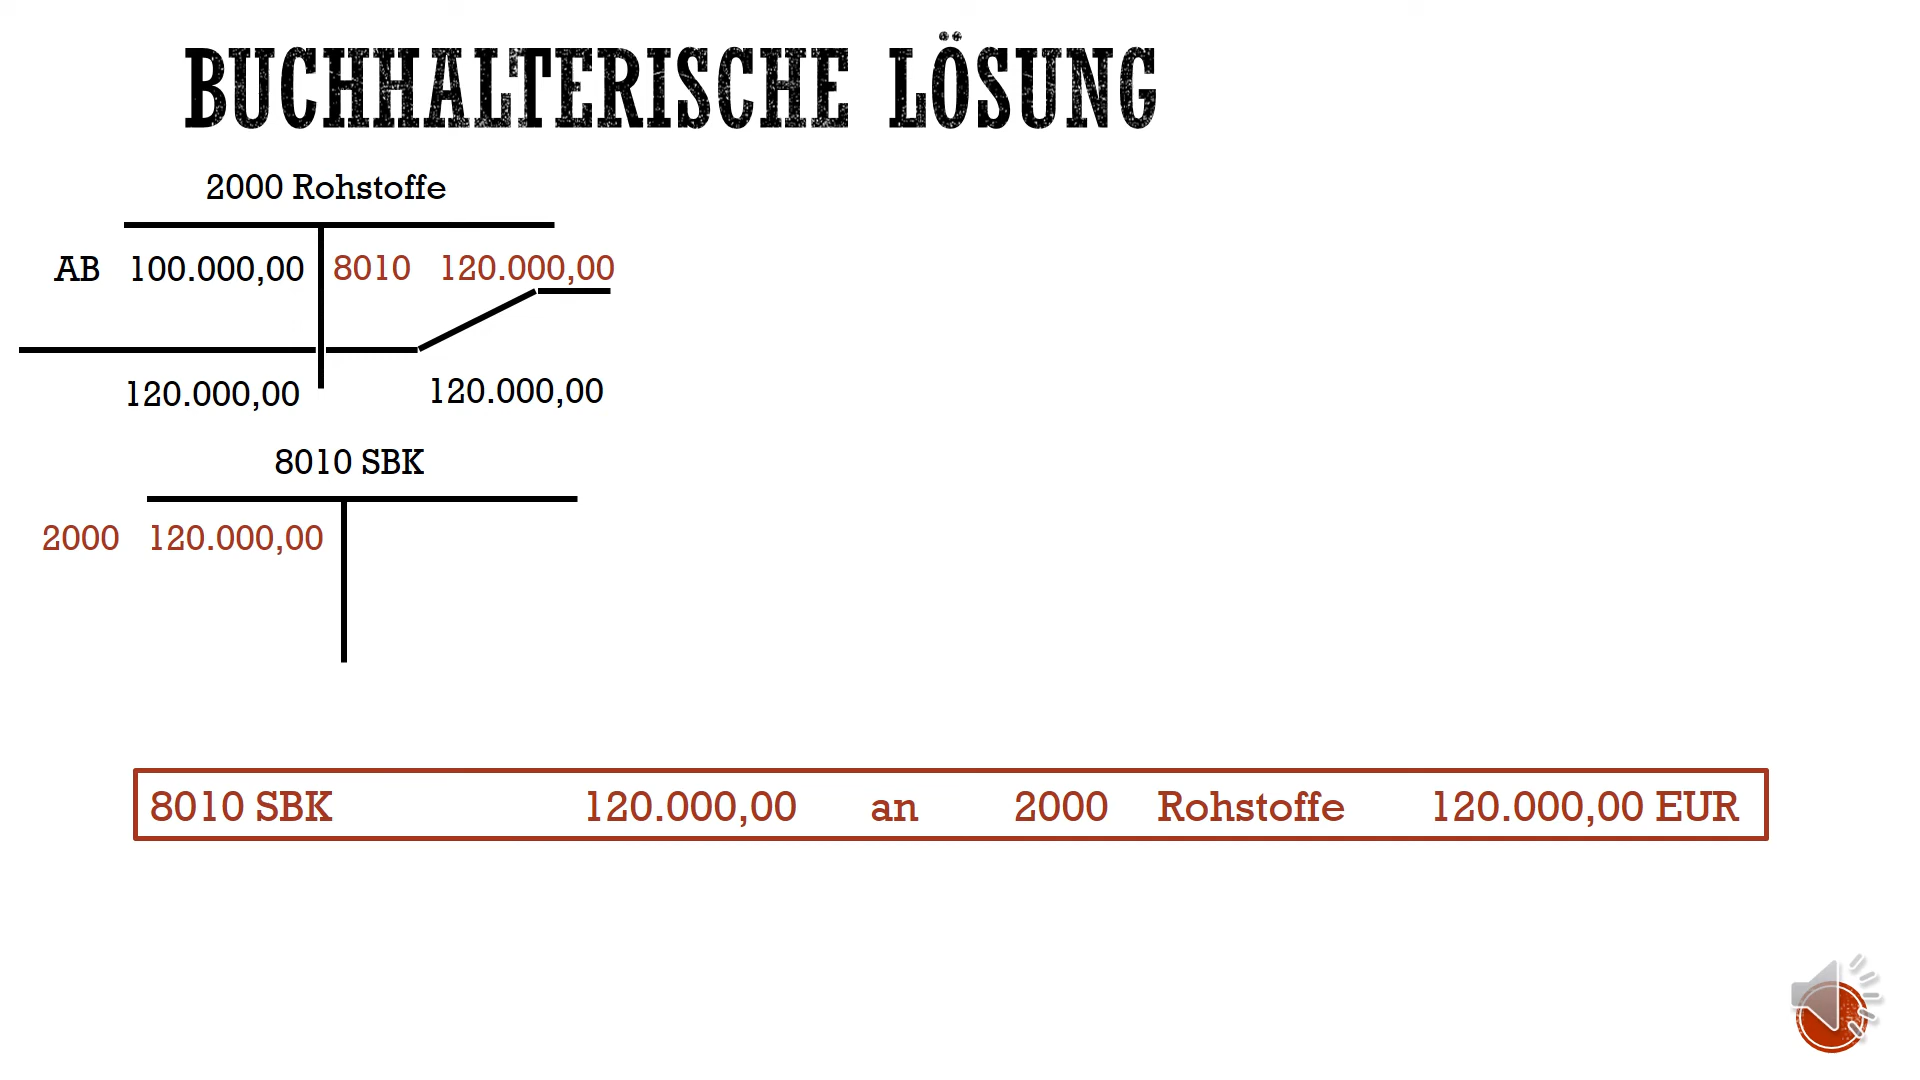 BUCHHALTERISCHE LÖSUNG
2000 Rohstoffe
AB 100.000,00 8010 120.000,00
120.000,00 120.000,00
8010 SBK
2000 120.000,00
8010 SBK 120.000,00 an 2000 Rohstoffe 120.000,00 EUR